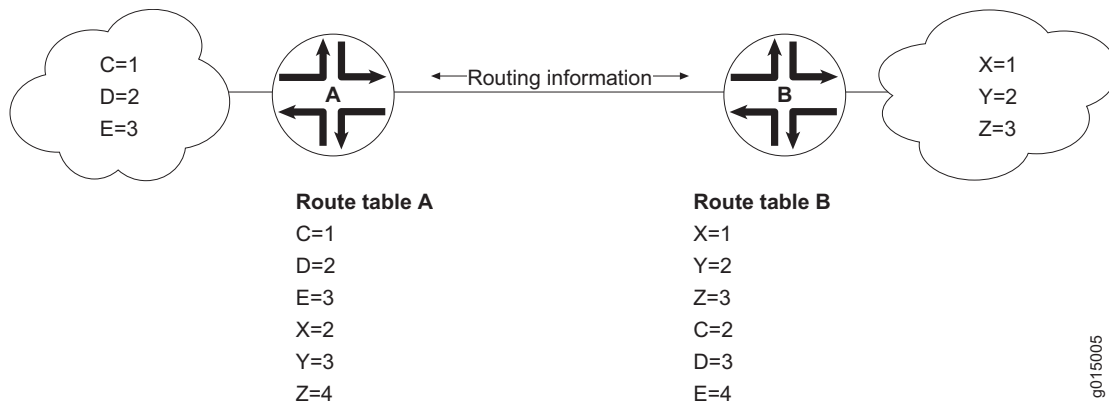 C=1
D=2
E=3
A
Routing information
B
X=1
Y=2
Z=3
Route table A
C=1
D=2
E=3
X=2
Y=3
Z=4
Route table B
X=1
Y=2
Z=3
C=2
D=3
E=4
g015005